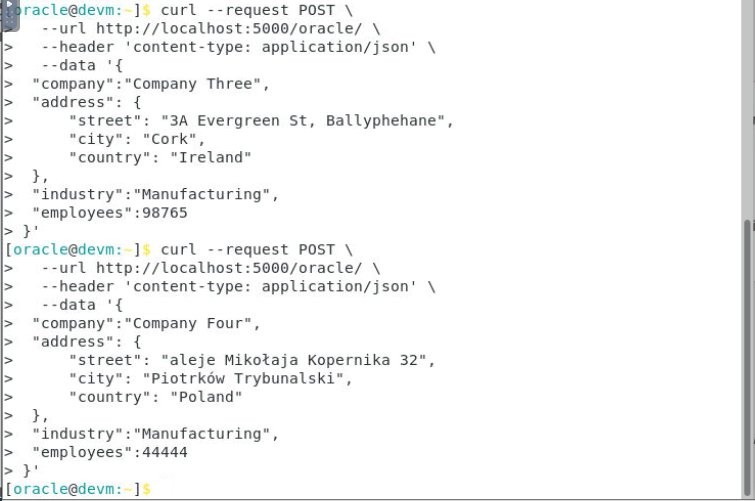 oracle@devm:~]$ curl --request POST \
>   --url http://localhost:5000/oracle/ \
>   --header 'content-type: application/json' \
>   --data '{
>  "company":"Company Three",
>  "address": {
>      "street": "3A Evergreen St, Ballyphehane",
>      "city": "Cork",
>      "country": "Ireland"
>  },
>  "industry":"Manufacturing",
>  "employees":98765
> }'
[oracle@devm:~]$ curl --request POST \
>   --url http://localhost:5000/oracle/ \
>   --header 'content-type: application/json' \
>   --data '{
>  "company":"Company Four",
>  "address": {
>      "street": "aleje Mikołaja Kopernika 32",
>      "city": "Piotrków Trybunalski",
>      "country": "Poland"
>  },
>  "industry":"Manufacturing",
>  "employees":44444
> }'
[oracle@devm:~]$